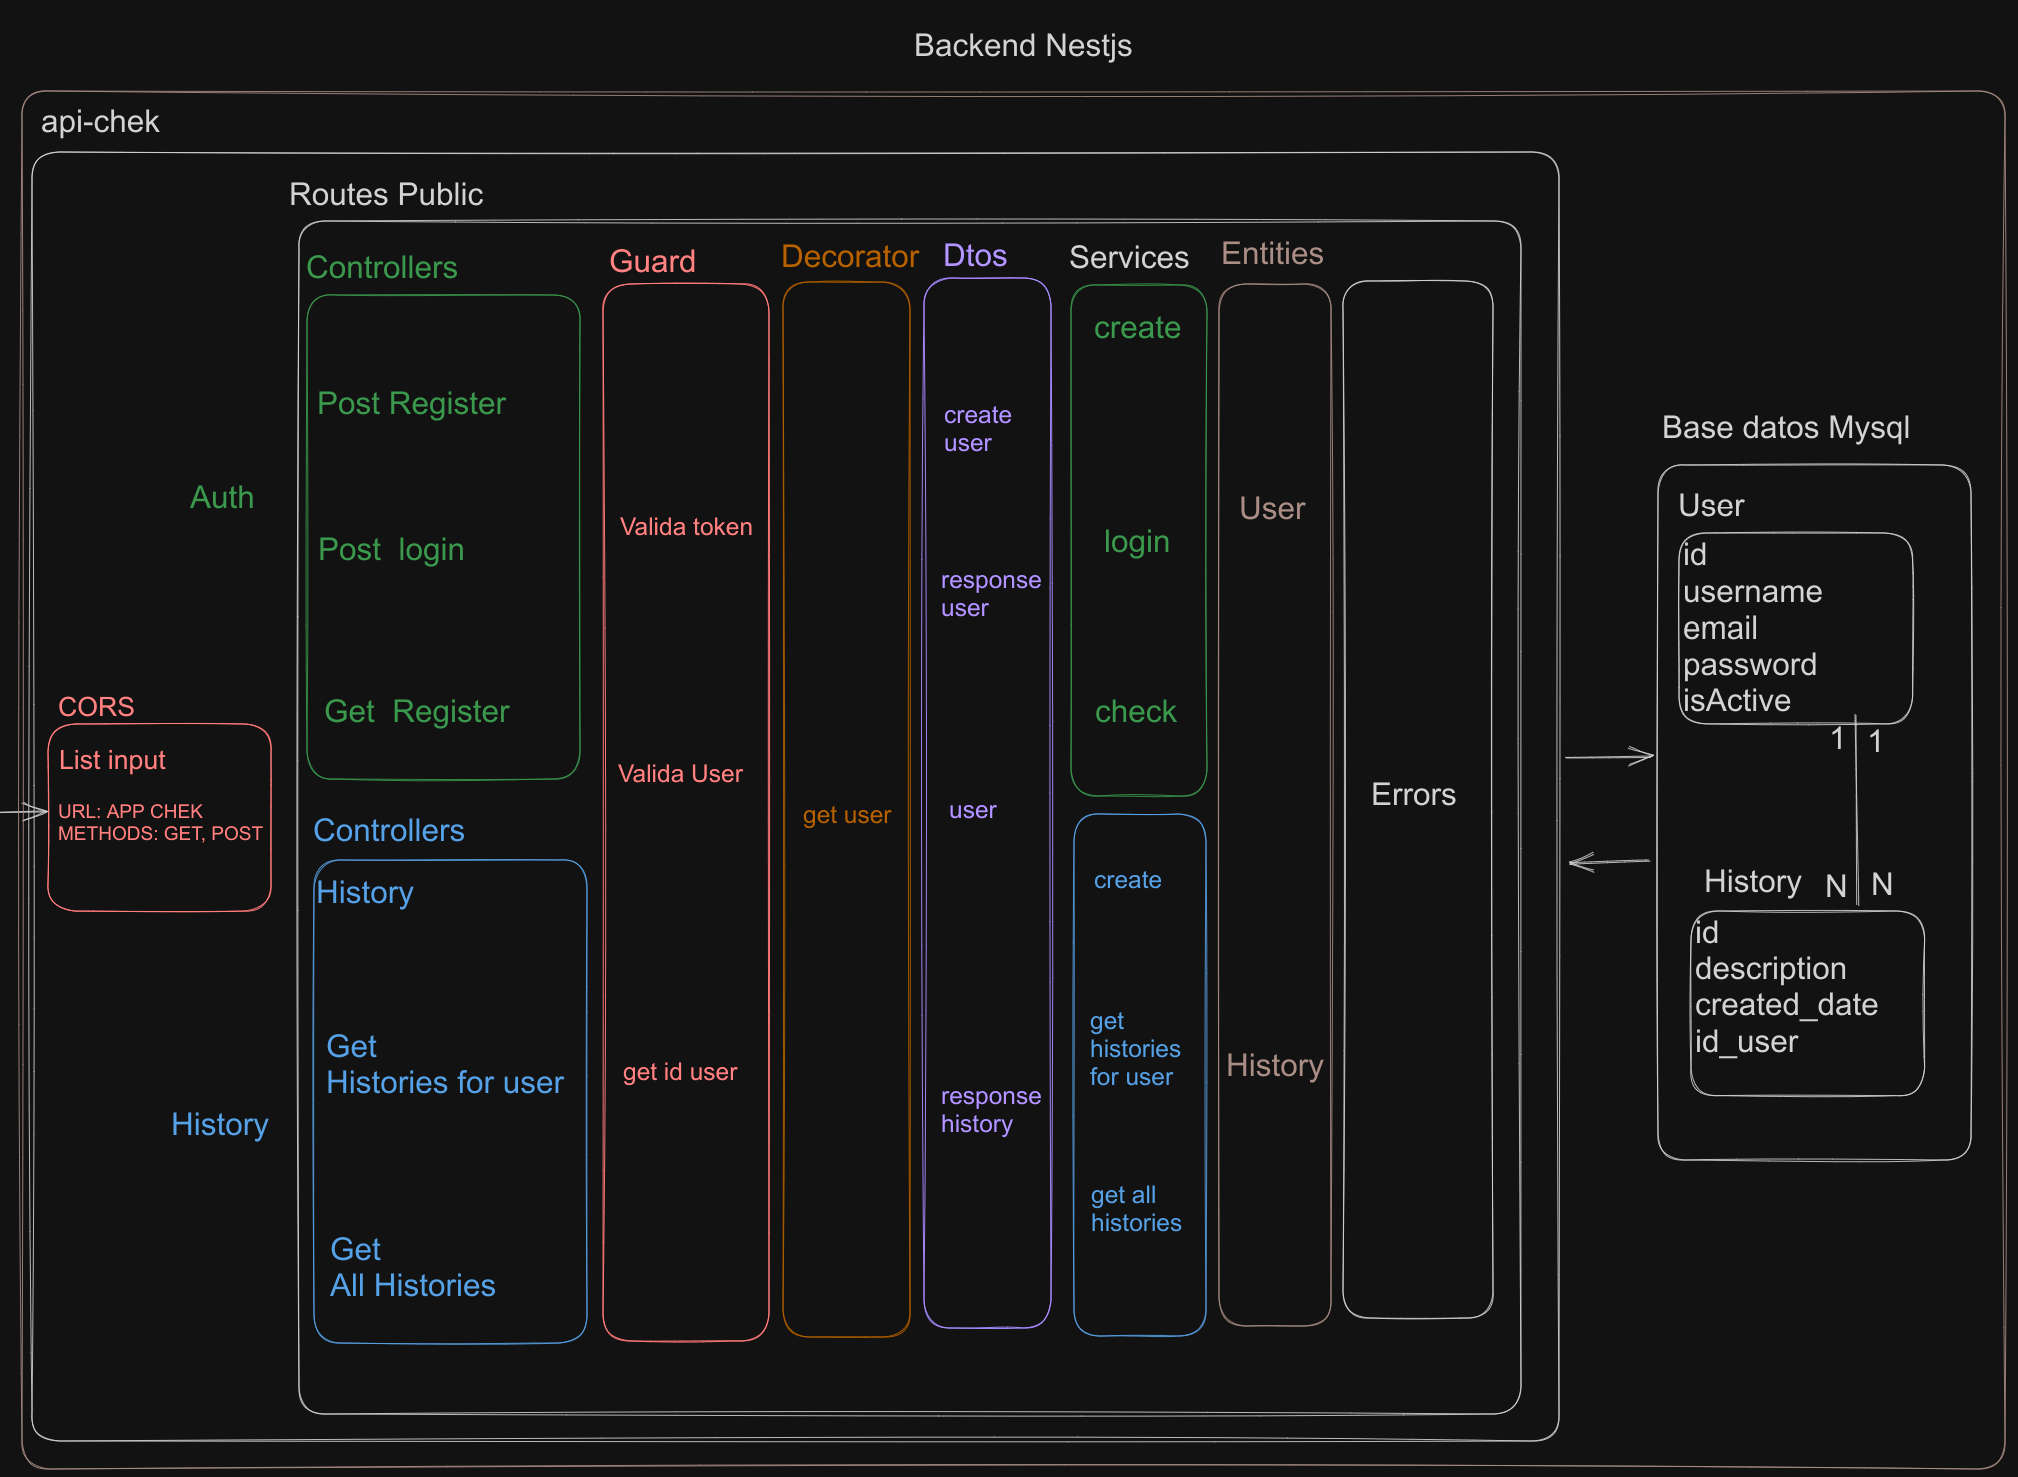 Backend Nestjs
api-chek
Routes Public
Controllers
Guard
Decorator
Dtos
Services
Entities
Auth
Post Register
Post  login
Get  Register
CORS
List input
URL: APP CHEK
METHODS: GET, POST
Controllers
History
Get
Histories for user
Get
All Histories
History
Valida token
Valida User
get id user
get user
create
user
response
user
user
response
history
create
login
check
create
get
histories
for user
get all
histories
User
History
Errors
Base datos Mysql
User
id
username
email
password
isActive
1
1
History
N
N
id
description
created_date
id_user